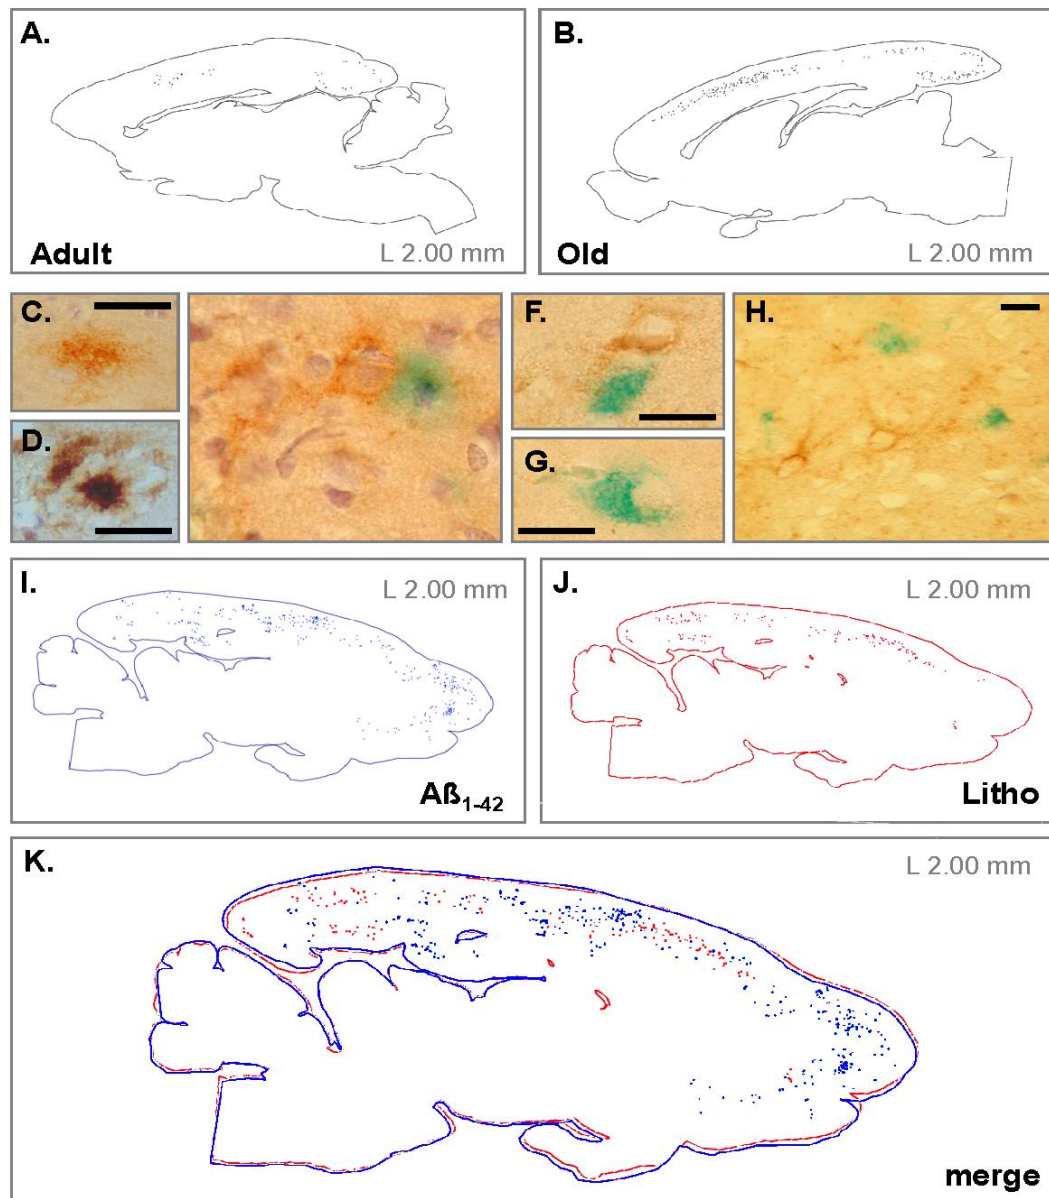 A.
Adult
L 2.00 mm
B.
Old
L 2.00 mm
C.
D.
F.
G.
H.
I.
L 2.00 mm
Aß1-42
J.
L 2.00 mm
Litho
K.
L 2.00 mm
merge